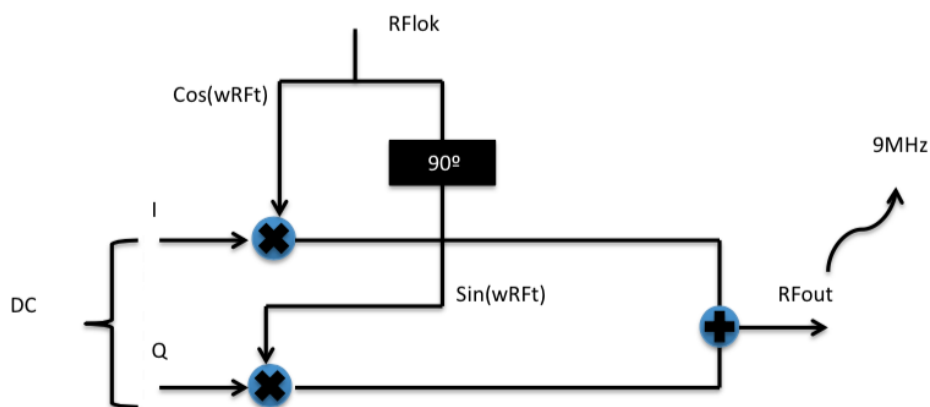 RFlok
Cos(wRFt)
90º
9MHz
I
DC
Sin(wRFt)
RFout
Q